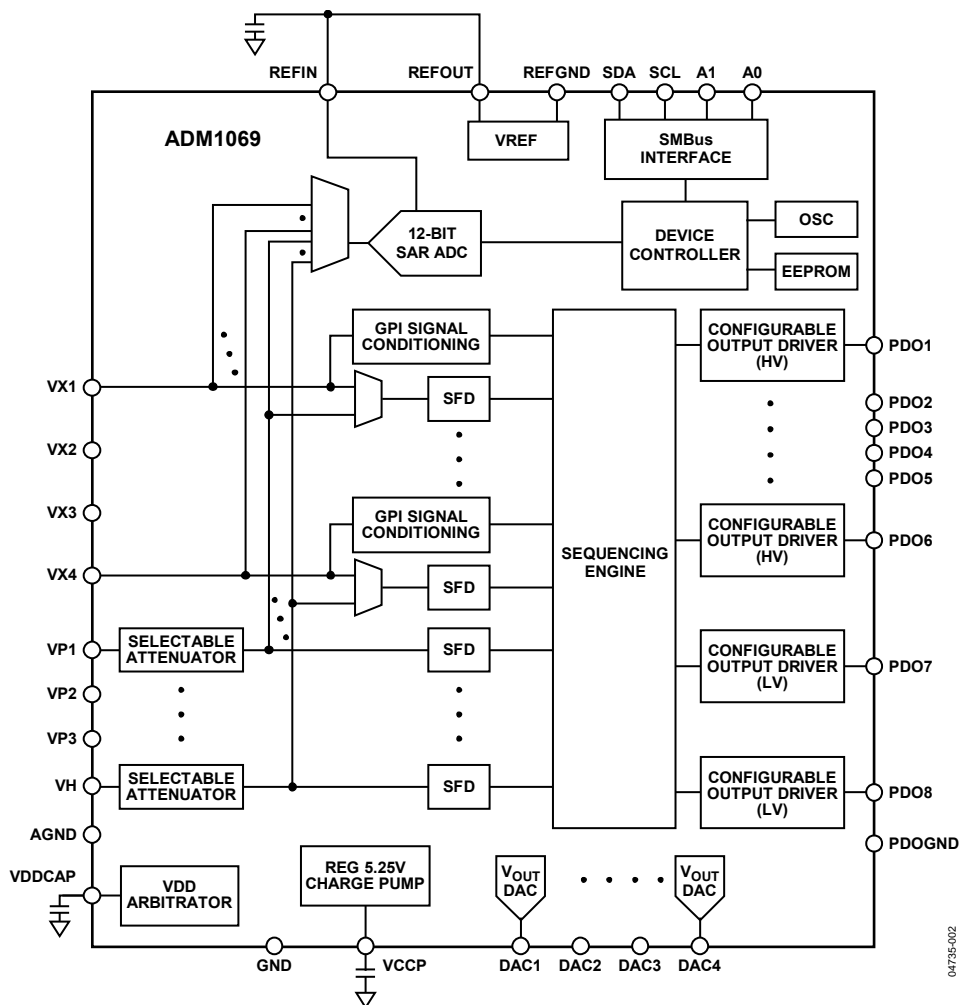 REFIN
REFOUT
REFGND
SDA
SCL
A1
A0
ADM1069
VREF
SMBus
INTERFACE
12-BIT
SAR ADC
DEVICE
CONTROLLER
OSC
EEPROM
GPI SIGNAL
CONDITIONING
CONFIGURABLE
OUTPUT DRIVER
(HV)
PDO1
VX1
SFD
PDO2
PDO3
PDO4
PDO5
VX2
VX3
GPI SIGNAL
CONDITIONING
SEQUENCING
ENGINE
CONFIGURABLE
OUTPUT DRIVER
(HV)
PDO6
VX4
SFD
VP1
SELECTABLE
ATTENUATOR
SFD
CONFIGURABLE
OUTPUT DRIVER
(LV)
PDO7
VP2
VP3
VH
SELECTABLE
ATTENUATOR
SFD
CONFIGURABLE
OUTPUT DRIVER
(LV)
PDO8
AGND
PDOGND
VDDCAP
VDD
ARBITRATOR
REG 5.25V
CHARGE PUMP
VOUT
DAC
VOUT
DAC
GND
VCCP
DAC1
DAC2
DAC3
DAC4
04735-002